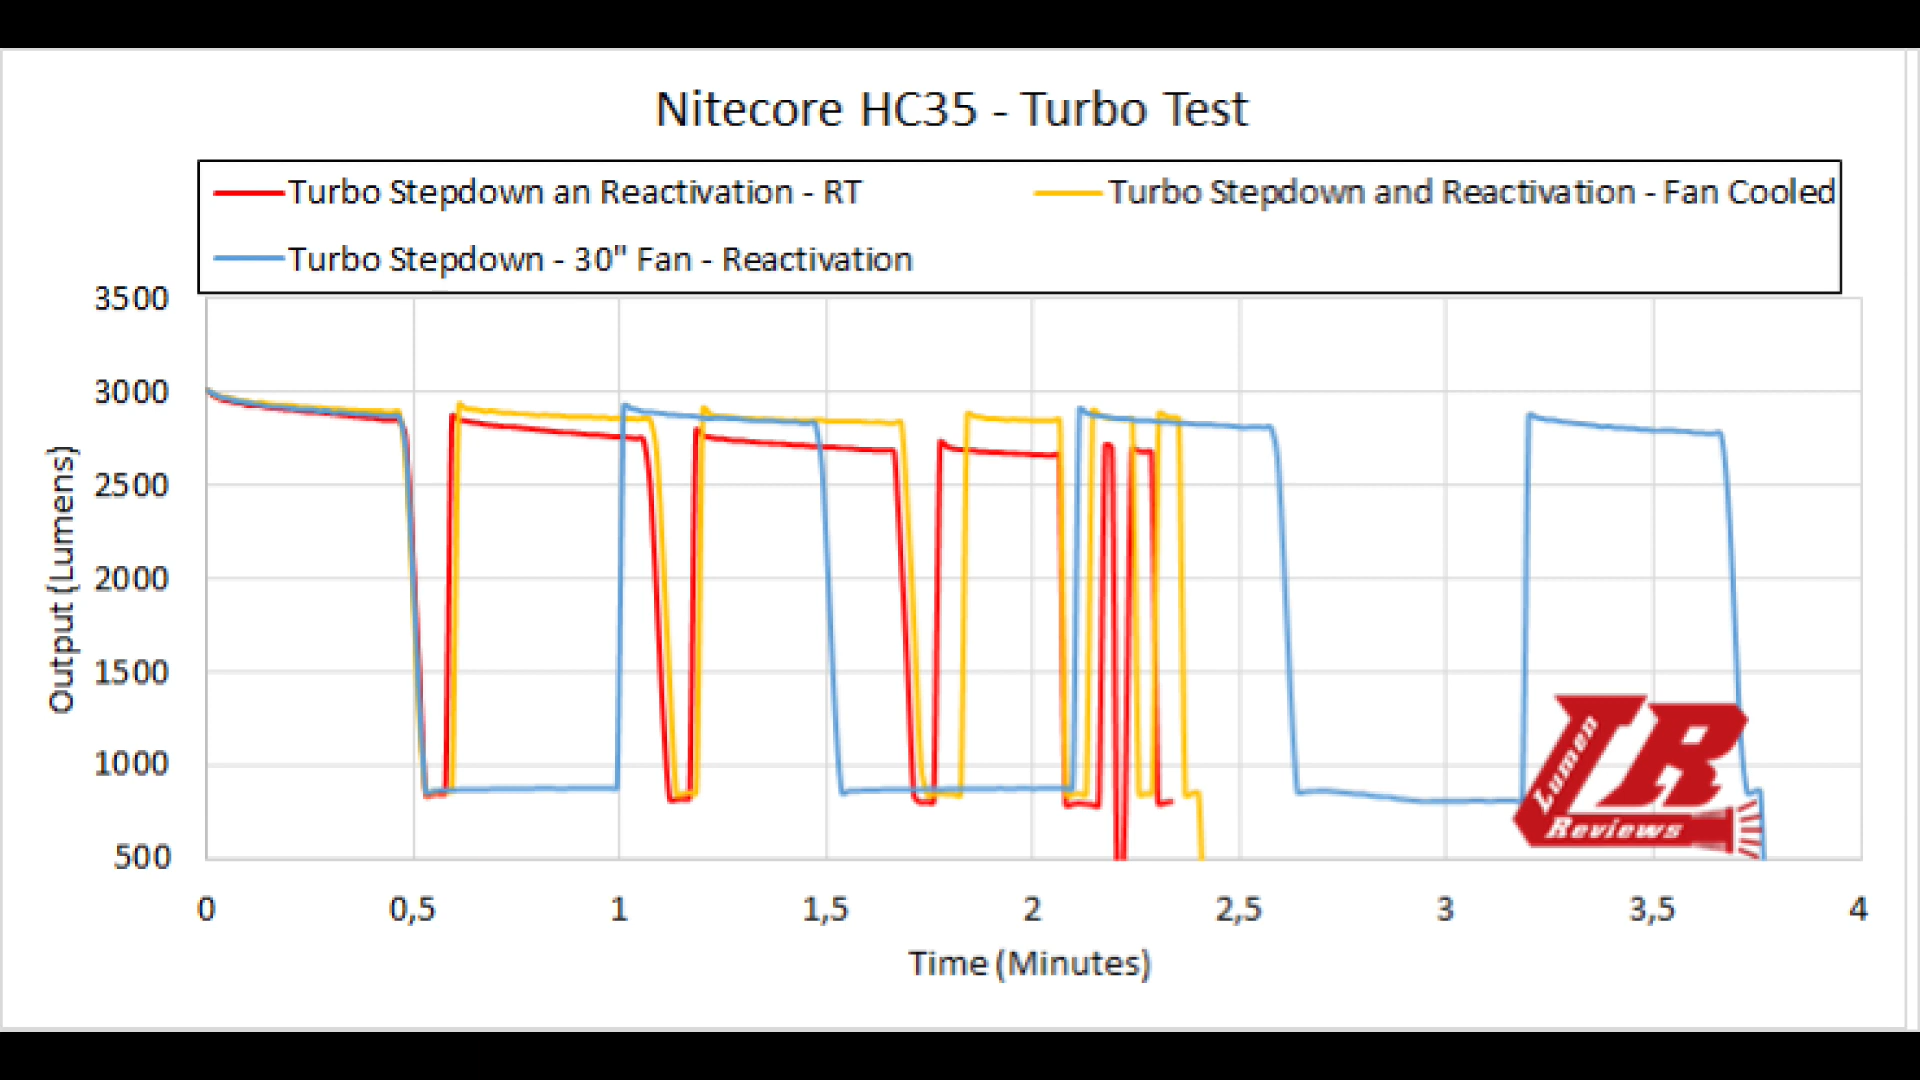 Nitecore HC35 - Turbo Test
Turbo Stepdown an Reactivation - RT
Turbo Stepdown and Reactivation - Fan Cooled
Turbo Stepdown - 30" Fan - Reactivation
3500
3000
2500
2000
1500
1000
500
Output (Lumens)
0 0,5 1 1,5 2 2,5 3 3,5 4
Time (Minutes)
LR
Lumen
Reviews